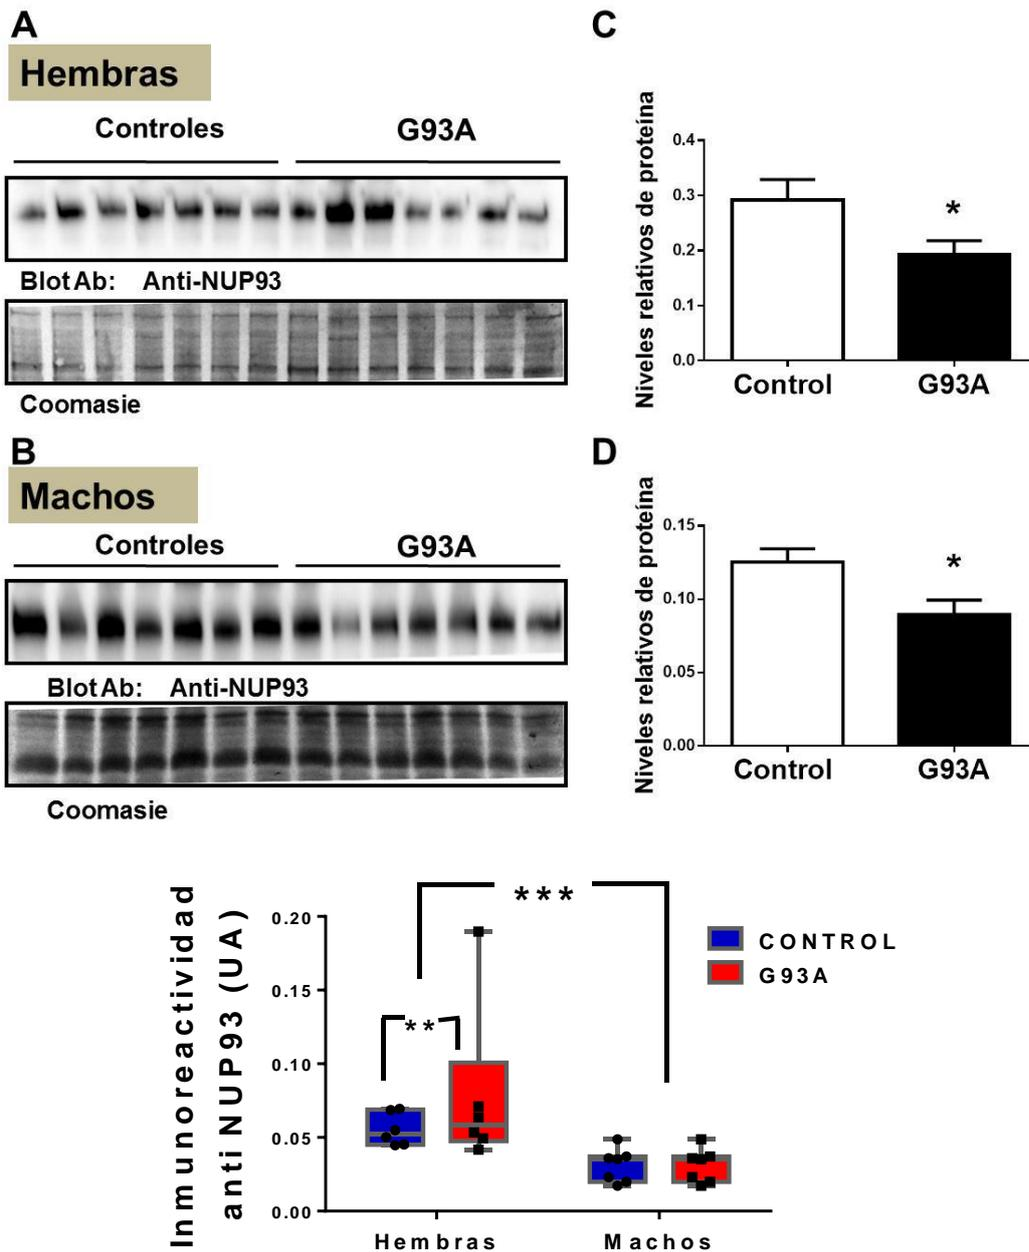 A
Hembras
Controles
G93A
Blot Ab: Anti-NUP93
Coomasie
C
Niveles relativos de proteína
0.4
0.3
0.2
0.1
0.0
*
Control
G93A
B
Machos
Controles
G93A
Blot Ab: Anti-NUP93
Coomasie
D
Niveles relativos de proteína
0.15
0.10
0.05
0.00
*
Control
G93A
Inmunoreactividad
anti NUP93 (UA)
0.20
0.15
0.10
0.05
0.00
***
**
CONTROL
G93A
Hembras
Machos